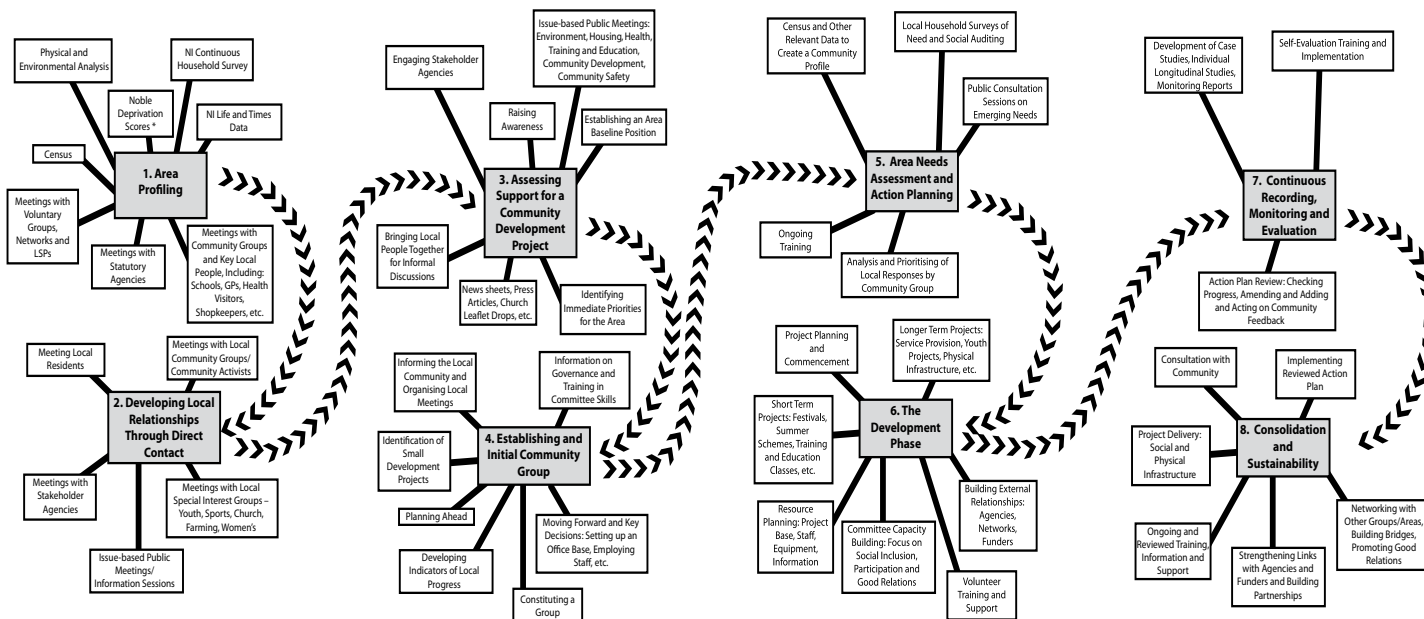 Physical and
Environmental Analysis
NI Continuous
Household Survey
Noble
Deprivation
Scores *
NI Life and Times
Data
Census
1. Area
Profiling
Meetings with
Voluntary
Groups,
Networks and
LSPs
Meetings with
Statutory
Agencies
Meetings with
Community Groups
and Key Local
People, Including:
Schools, GPs, Health
Visitors,
Shopkeepers, etc.
Meeting Local
Residents
Meetings with Local
Community Groups/
Community Activists
2. Developing Local
Relationships
Through Direct
Contact
Meetings with
Stakeholder
Agencies
Meetings with Local
Special Interest Groups –
Youth, Sports, Church,
Farming, Women's
Issue-based Public
Meetings/
Information Sessions
Engaging Stakeholder
Agencies
Issue-based Public Meetings:
Environment, Housing, Health,
Training and Education,
Community Development,
Community Safety
Raising
Awareness
Establishing an Area
Baseline Position
3. Assessing
Support for a
Community
Development
Project
Bringing Local
People Together
for Informal
Discussions
News sheets, Press
Articles, Church
Leaflet Drops, etc.
Identifying
Immediate Priorities
for the Area
Informing the Local
Community and
Organising Local
Meetings
Information on
Governance and
Training in
Committee Skills
Identification of
Small
Development
Projects
4. Establishing and
Initial Community
Group
Planning Ahead
Developing
Indicators of Local
Progress
Moving Forward and Key
Decisions: Setting up an
Office Base, Employing
Staff, etc.
Constituting a
Group
Census and Other
Relevant Data to
Create a Community
Profile
Local Household Surveys of
Need and Social Auditing
Public Consultation
Sessions on
Emerging Needs
5. Area Needs
Assessment and
Action Planning
Ongoing
Training
Analysis and Prioritising of
Local Responses by
Community Group
Project Planning
and
Commencement
Longer Term Projects:
Service Provision, Youth
Projects, Physical
Infrastructure, etc.
Short Term
Projects: Festivals,
Summer
Schemes, Training
and Education
Classes, etc.
6. The
Development
Phase
Resource
Planning: Project
Base, Staff,
Equipment,
Information
Committee Capacity
Building: Focus on
Social Inclusion,
Participation and
Good Relations
Building External
Relationships:
Agencies,
Networks,
Funders
Volunteer
Training and
Support
Development of Case
Studies, Individual
Longitudinal Studies,
Monitoring Reports
Self-Evaluation Training and
Implementation
7. Continuous
Recording,
Monitoring and
Evaluation
Action Plan Review: Checking
Progress, Amending and Adding
and Acting on Community
Feedback
Consultation with
Community
Implementing
Reviewed Action
Plan
Project Delivery:
Social and
Physical
Infrastructure
8. Consolidation
and
Sustainability
Ongoing and
Reviewed Training,
Information and
Support
Strengthening Links
with Agencies and
Funders and Building
Partnerships
Networking with
Other Groups/Areas,
Building Bridges,
Promoting Good
Relations